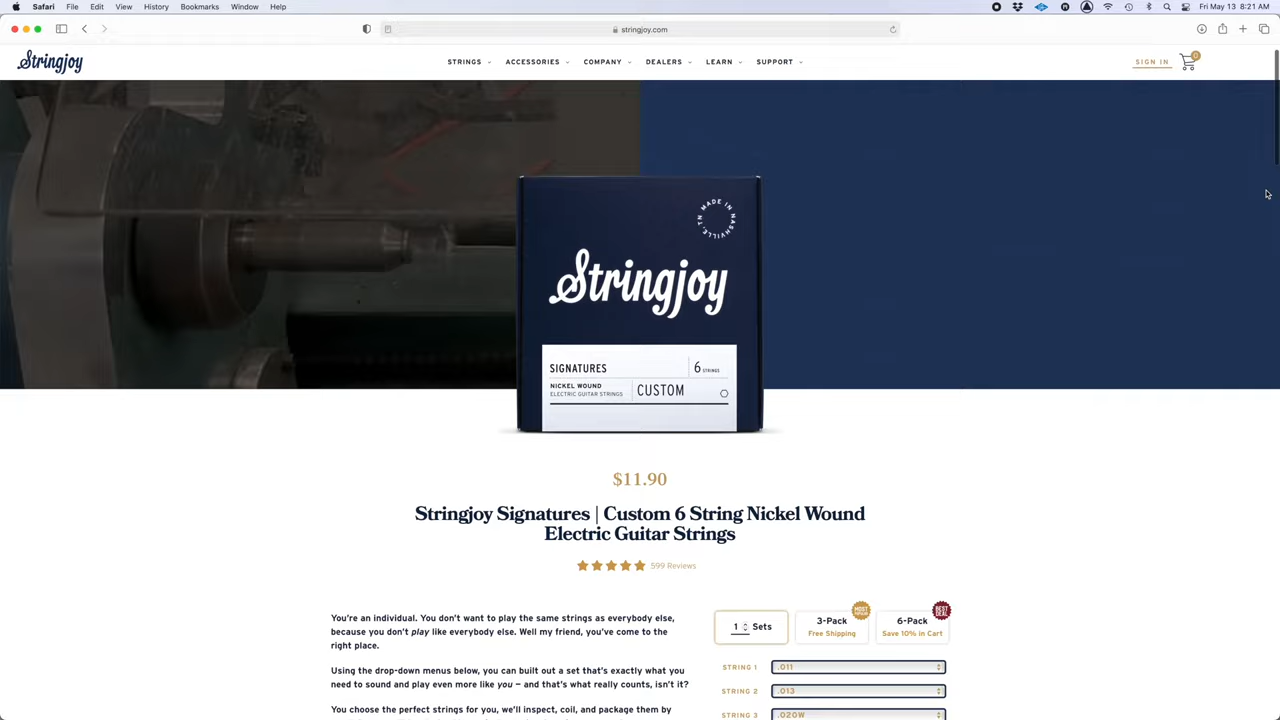 Safari File Edit View History Bookmarks Window Help Fri May 13 8:21 AM
stringjoy.com
Stringjoy STRINGS ACCESSORIES COMPANY DEALERS LEARN SUPPORT SIGN IN 0
MADE IN NASHVILLE, TN
Stringjoy
SIGNATURES 6 STRINGS
NICKEL WOUND
ELECTRIC GUITAR STRINGS CUSTOM
$11.90
Stringjoy Signatures | Custom 6 String Nickel Wound
Electric Guitar Strings
599 Reviews
You're an individual. You don't want to play the same strings as everybody else,
because you don't play like everybody else. Well my friend, you've come to the
right place.
Using the drop-down menus below, you can built out a set that's exactly what you
need to sound and play even more like you – and that's what really counts, isn't it?
You choose the perfect strings for you, we'll inspect, coil, and package them by
MOST POPULAR
BEST DEAL
1 Sets
3-Pack
Free Shipping
6-Pack
Save 10% in Cart
STRING 1 .011
STRING 2 .013
STRING 3 .020W